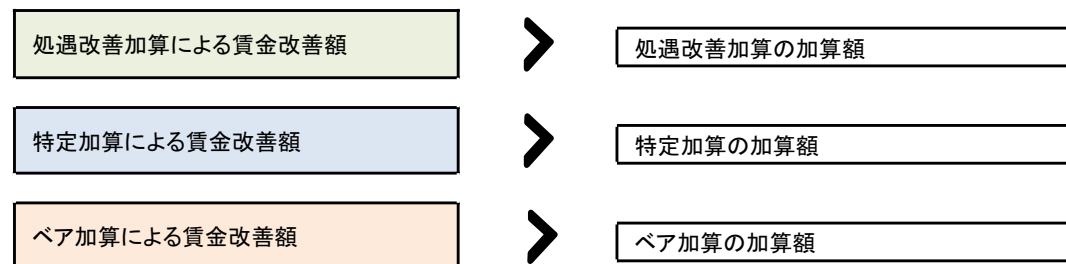 処遇改善加算による賃金改善額
処遇改善加算の加算額
特定加算による賃金改善額
特定加算の加算額
ベア加算による賃金改善額
ベア加算の加算額